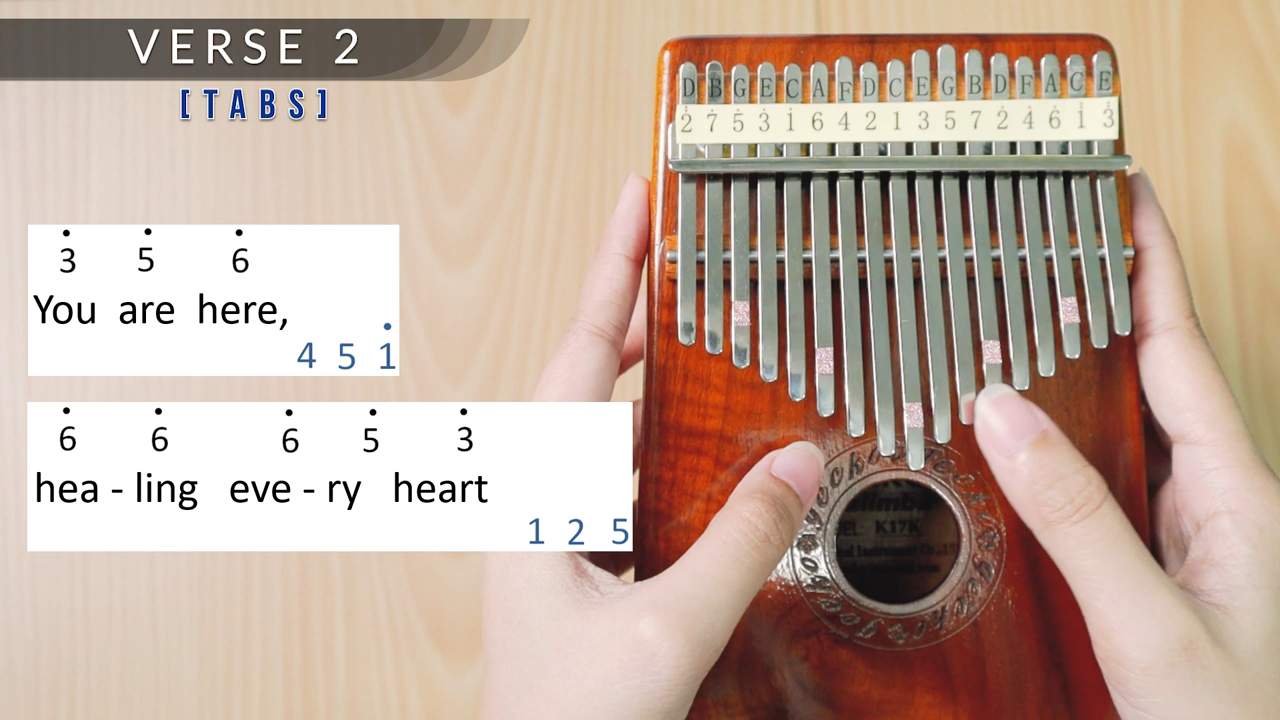 VERSE 2
[TABS]
3̇ 5̇ 6̇
You are here,
4 5 1̇
6̇ 6̇ 6̇ 5̇ 3̇
hea - ling eve - ry heart
1 2 5
D B G E C A F D C E G B D F A C E
2̈ 7̇ 5̇ 3̇ 1̇ 6 4 2 1 3 5 7 2̇ 4̇ 6̇ 1̈ 3̈
K17K